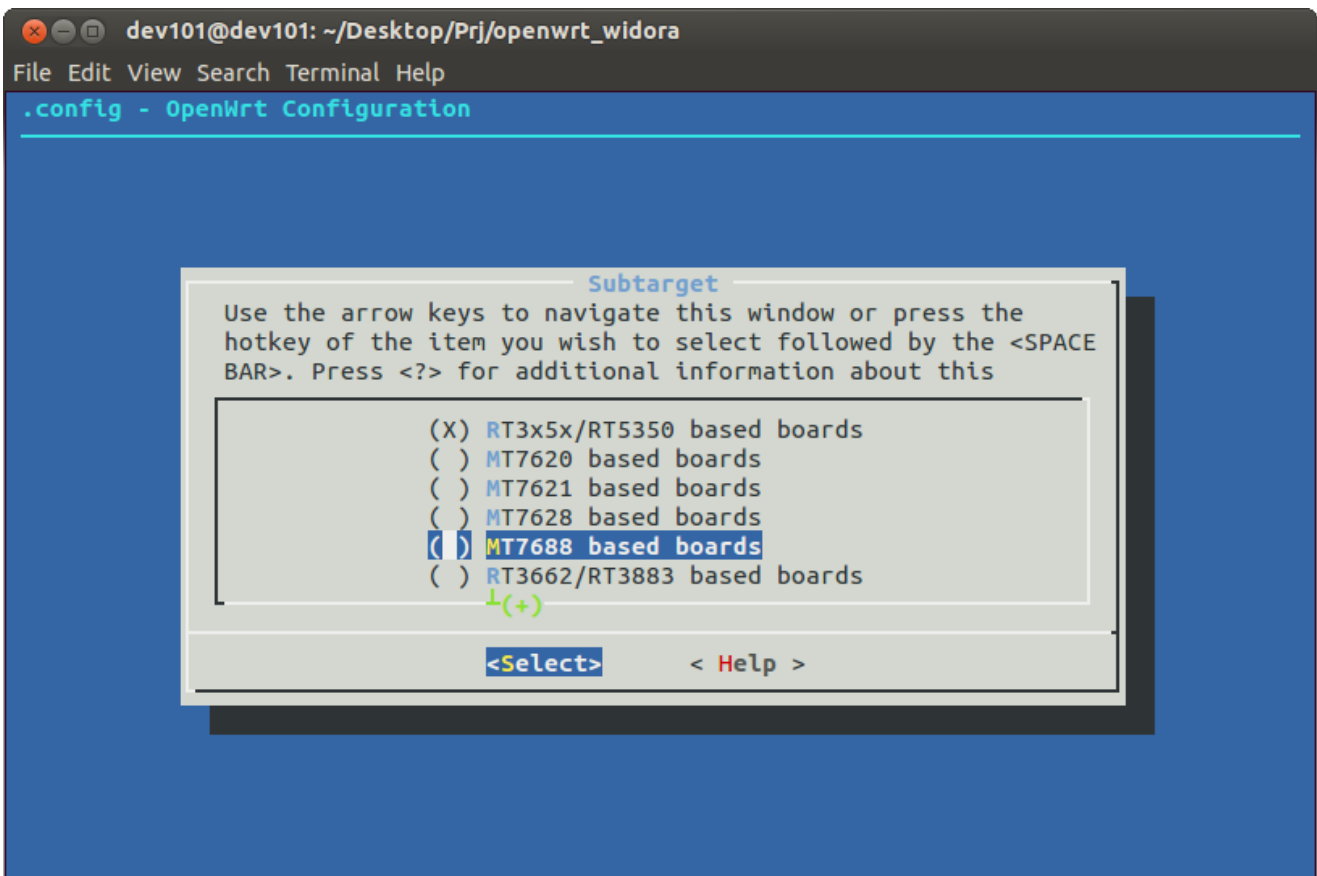 dev101@dev101: ~/Desktop/Prj/openwrt_widora
File Edit View Search Terminal Help
.config - OpenWrt Configuration
Subtarget
Use the arrow keys to navigate this window or press the
hotkey of the item you wish to select followed by the <SPACE
BAR>. Press <?> for additional information about this
(X) RT3x5x/RT5350 based boards
( ) MT7620 based boards
( ) MT7621 based boards
( ) MT7628 based boards
( ) MT7688 based boards
( ) RT3662/RT3883 based boards
┴(+)
<Select> < Help >